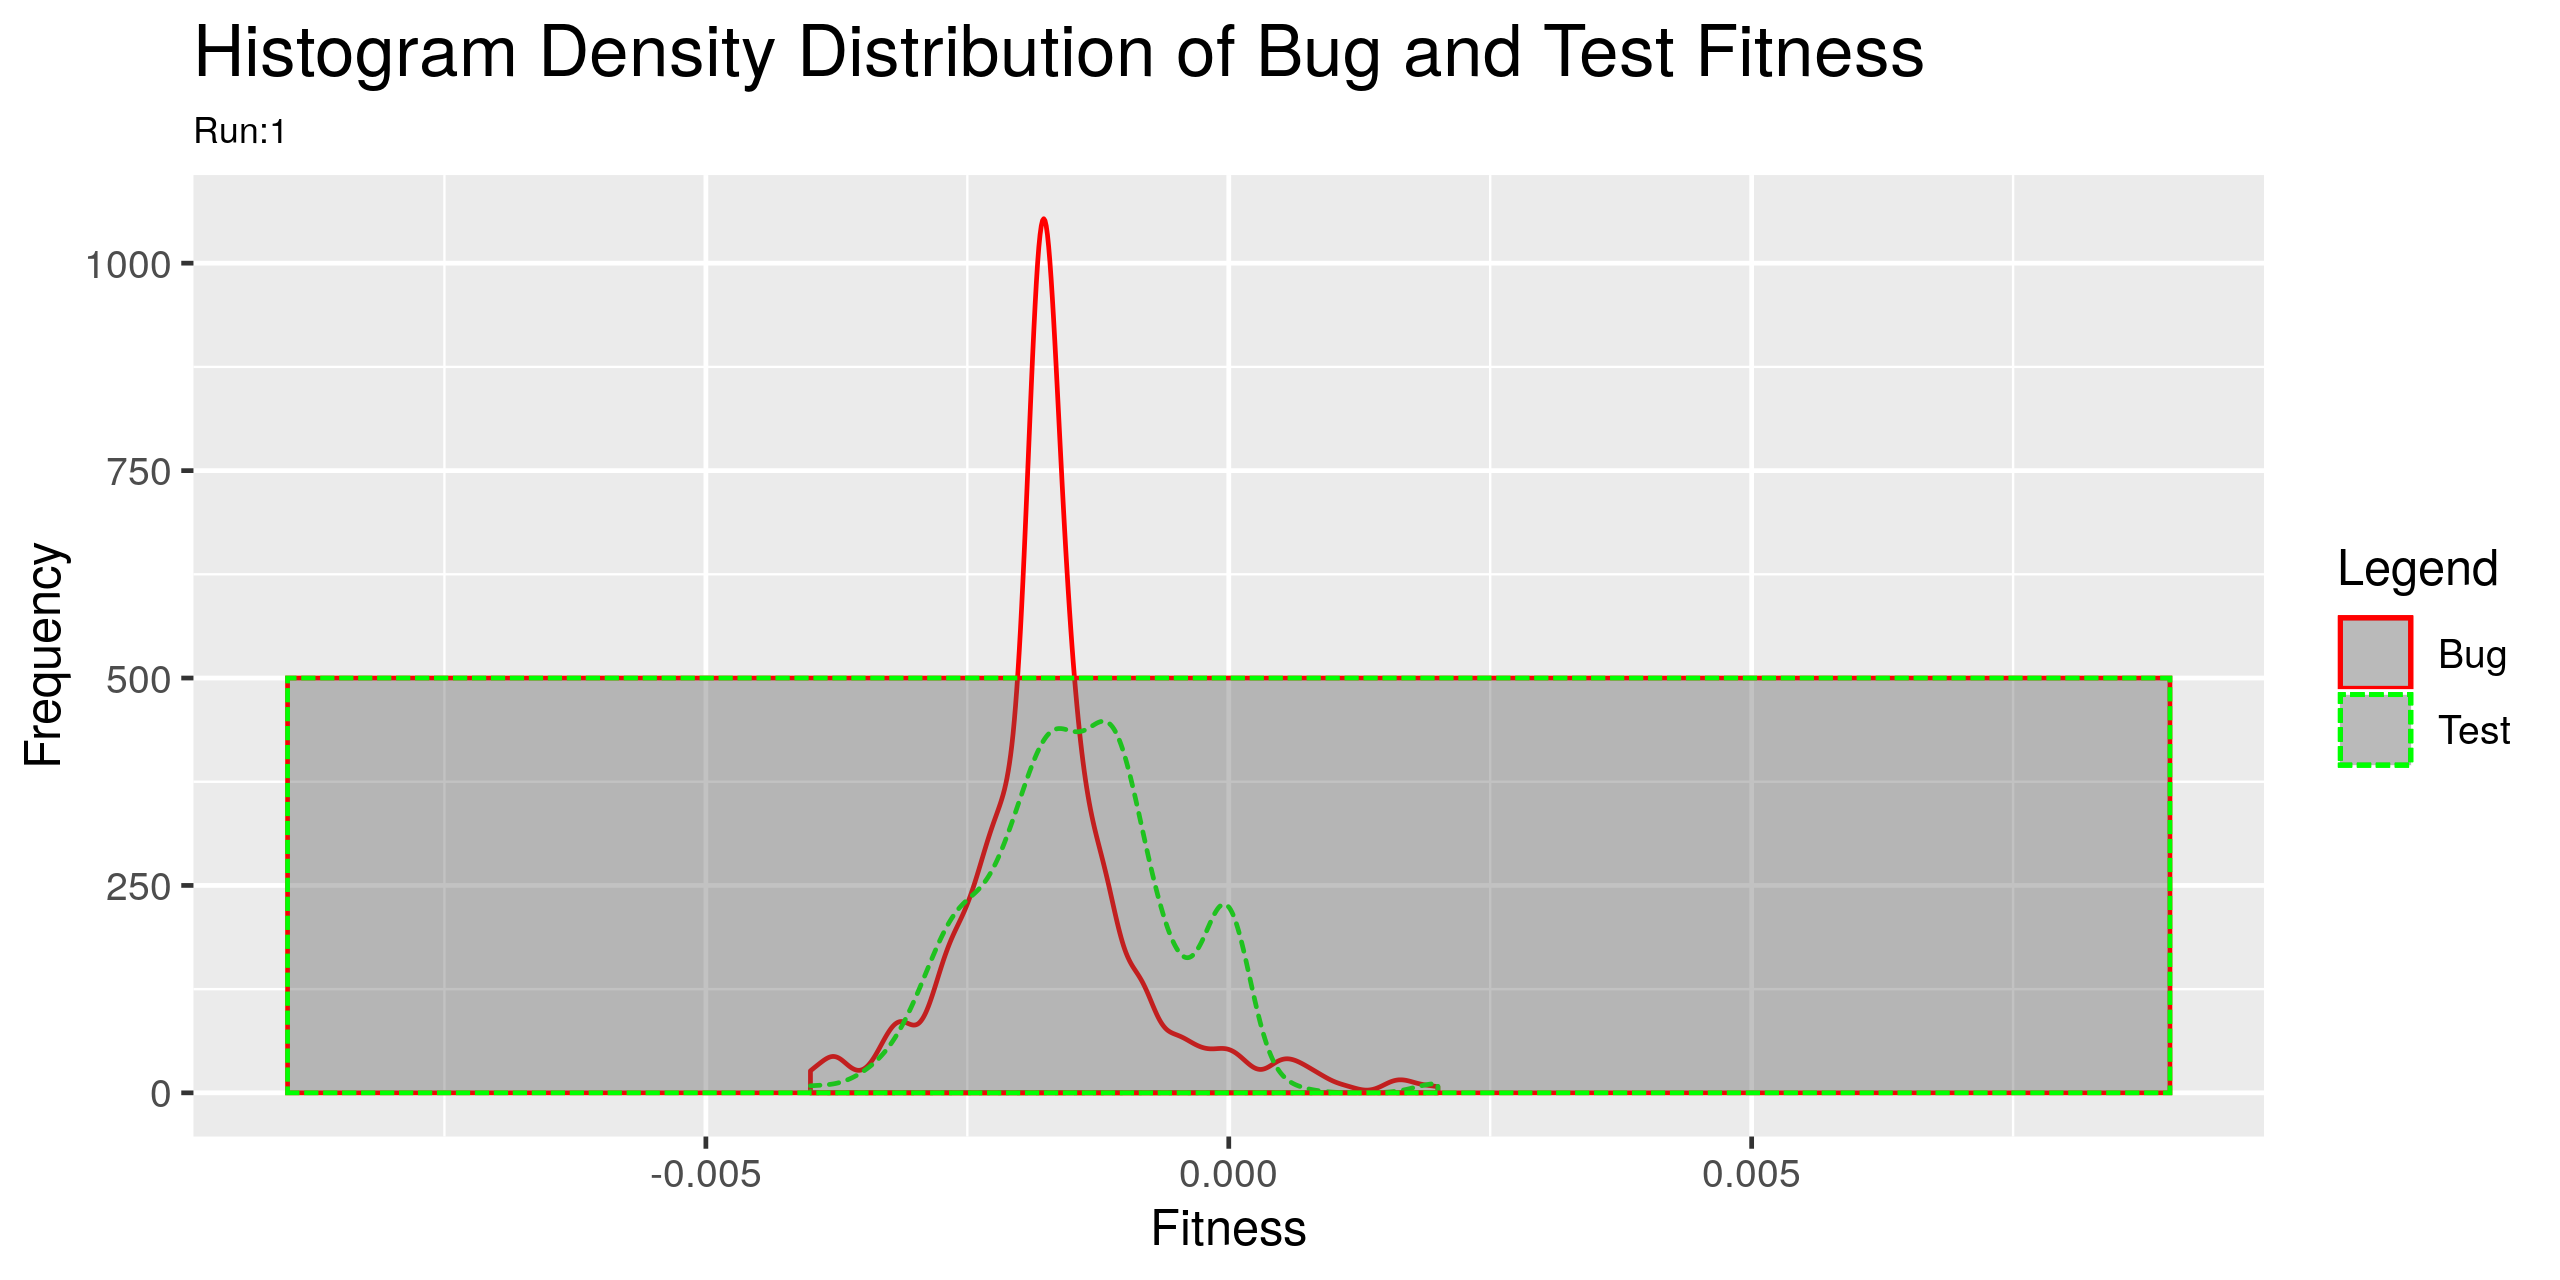 Histogram Density Distribution of Bug and Test Fitness
Run:1
Frequency
1000
750
500
250
0
-0.005
0.000
0.005
Fitness
Legend
Bug
Test